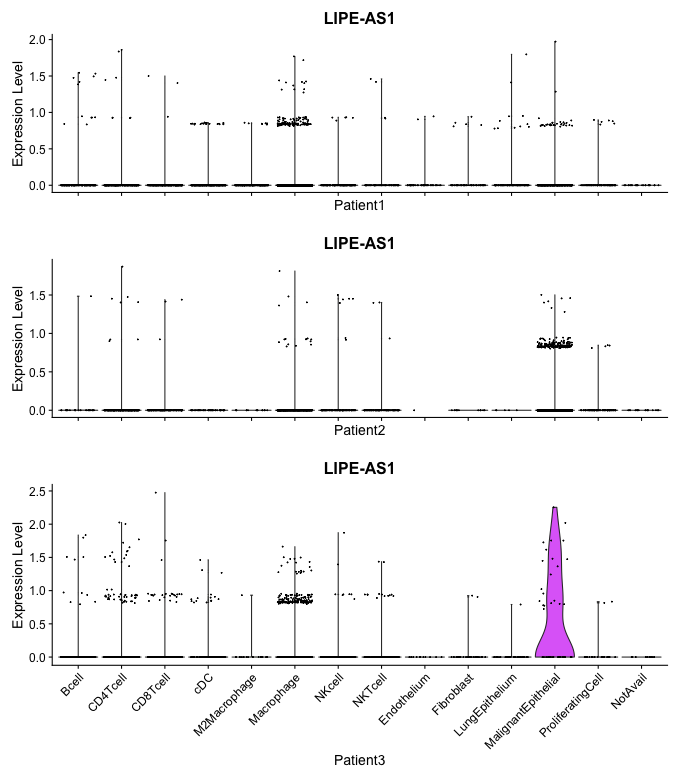 LIPE-AS1
Expression Level
2.0
1.5
1.0
0.5
0.0
Patient1
LIPE-AS1
Expression Level
1.5
1.0
0.5
0.0
Patient2
LIPE-AS1
Expression Level
2.5
2.0
1.5
1.0
0.5
0.0
Bcell
CD4Tcell
CD8Tcell
cDC
M2Macrophage
Macrophage
NKcell
NKTcell
Endothelium
Fibroblast
LungEpithelium
MalignantEpithelial
ProliferatingCell
NotAvail
Patient3